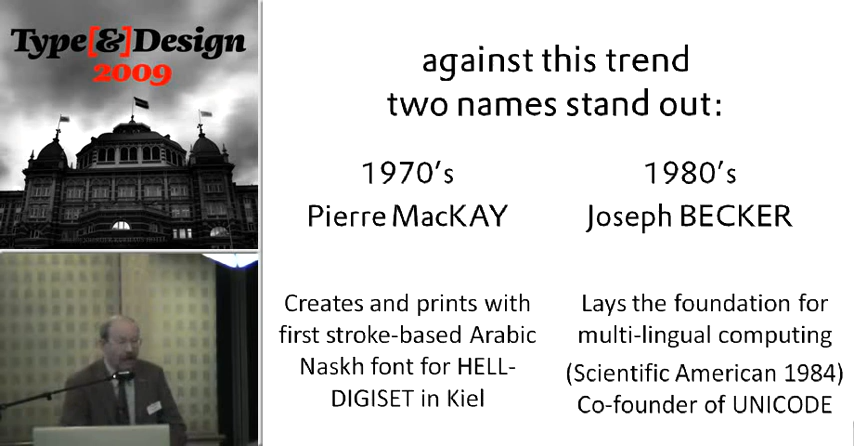 Type[&]Design
2009
against this trend
two names stand out:
1970's
Pierre MacKAY
Creates and prints with
first stroke-based Arabic
Naskh font for HELL-
DIGISET in Kiel
1980's
Joseph BECKER
Lays the foundation for
multi-lingual computing
(Scientific American 1984)
Co-founder of UNICODE